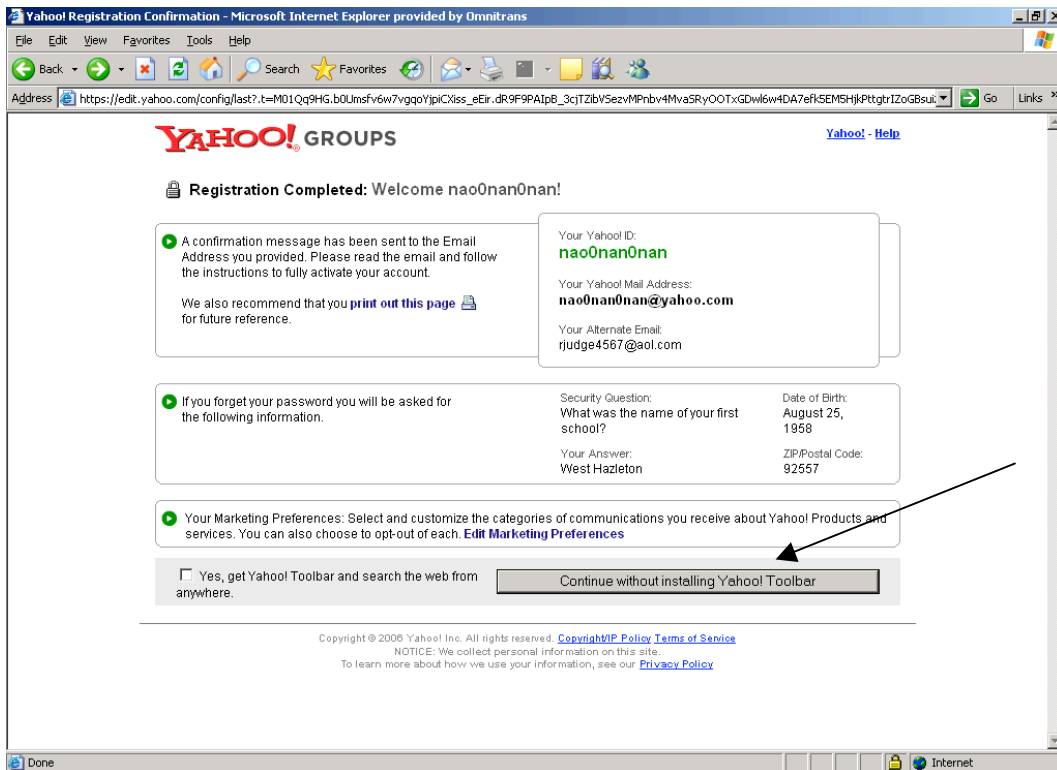 Yahoo! Registration Confirmation - Microsoft Internet Explorer provided by Omnitrans
File Edit View Favorites Tools Help
Back Search Favorites
Address https://edit.yahoo.com/config/last?.t= Go Links »
YAHOO! GROUPS
Yahoo! - Help
Registration Completed: Welcome nao0nan0nan!
A confirmation message has been sent to the Email
Address you provided. Please read the email and follow
the instructions to fully activate your account.
We also recommend that you print out this page
for future reference.
Your Yahoo! ID:
nao0nan0nan
Your Yahoo! Mail Address:
nao0nan0nan@yahoo.com
Your Alternate Email:
rjudge4567@aol.com
If you forget your password you will be asked for
the following information.
Security Question:
What was the name of your first
school?
Your Answer:
West Hazleton
Date of Birth:
August 25,
1958
ZIP/Postal Code:
92557
Your Marketing Preferences: Select and customize the categories of communications you receive about Yahoo! Products and
services. You can also choose to opt-out of each. Edit Marketing Preferences
Yes, get Yahoo! Toolbar and search the web from
anywhere.
Continue without installing Yahoo! Toolbar
Copyright © 2006 Yahoo! Inc. All rights reserved. Copyright/IP Policy Terms of Service
NOTICE: We collect personal information on this site.
To learn more about how we use your information, see our Privacy Policy
Done Internet